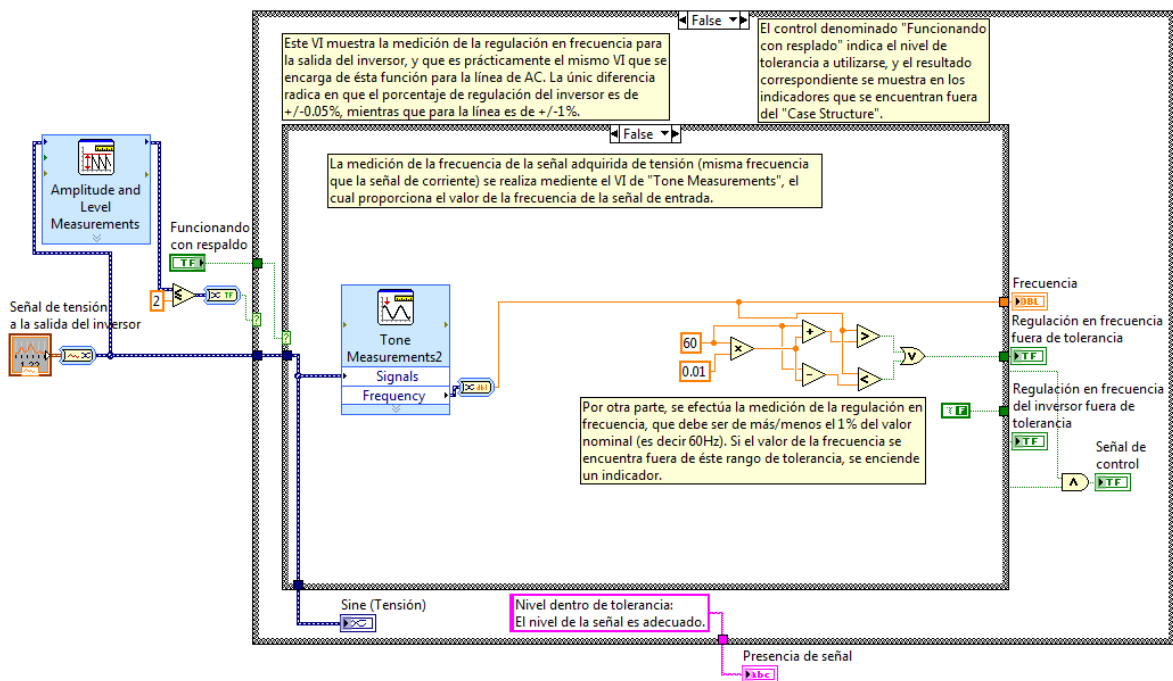 False
Este VI muestra la medición de la regulación en frecuencia para
la salida del inversor, y que es prácticamente el mismo VI que se
encarga de ésta función para la línea de AC. La únic diferencia
radica en que el porcentaje de regulación del inversor es de
+/-0.05%, mientras que para la línea es de +/-1%.
El control denominado "Funcionando
con resplado" indica el nivel de
tolerancia a utilizarse, y el resultado
correspondiente se muestra en los
indicadores que se encuentran fuera
del "Case Structure".
False
La medición de la frecuencia de la señal adquirida de tensión (misma frecuencia
que la señal de corriente) se realiza mediente el VI de "Tone Measurements", el
cual proporciona el valor de la frecuencia de la señal de entrada.
Amplitude and
Level
Measurements
Funcionando
con respaldo
TF
2
TF
?
?
Señal de tensión
a la salida del inversor
1.23
Tone
Measurements2
Signals
Frequency
dbl
60
0.01
×
+
−
>
<
V
Frecuencia
DBL
Regulación en frecuencia
fuera de tolerancia
TF
F
Regulación en frecuencia
del inversor fuera de
tolerancia
TF
Señal de
control
Λ
TF
Por otra parte, se efectúa la medición de la regulación en
frecuencia, que debe ser de más/menos el 1% del valor
nominal (es decir 60Hz). Si el valor de la frecuencia se
encuentra fuera de éste rango de tolerancia, se enciende
un indicador.
Sine (Tensión)
Nivel dentro de tolerancia:
El nivel de la señal es adecuado.
Presencia de señal
abc